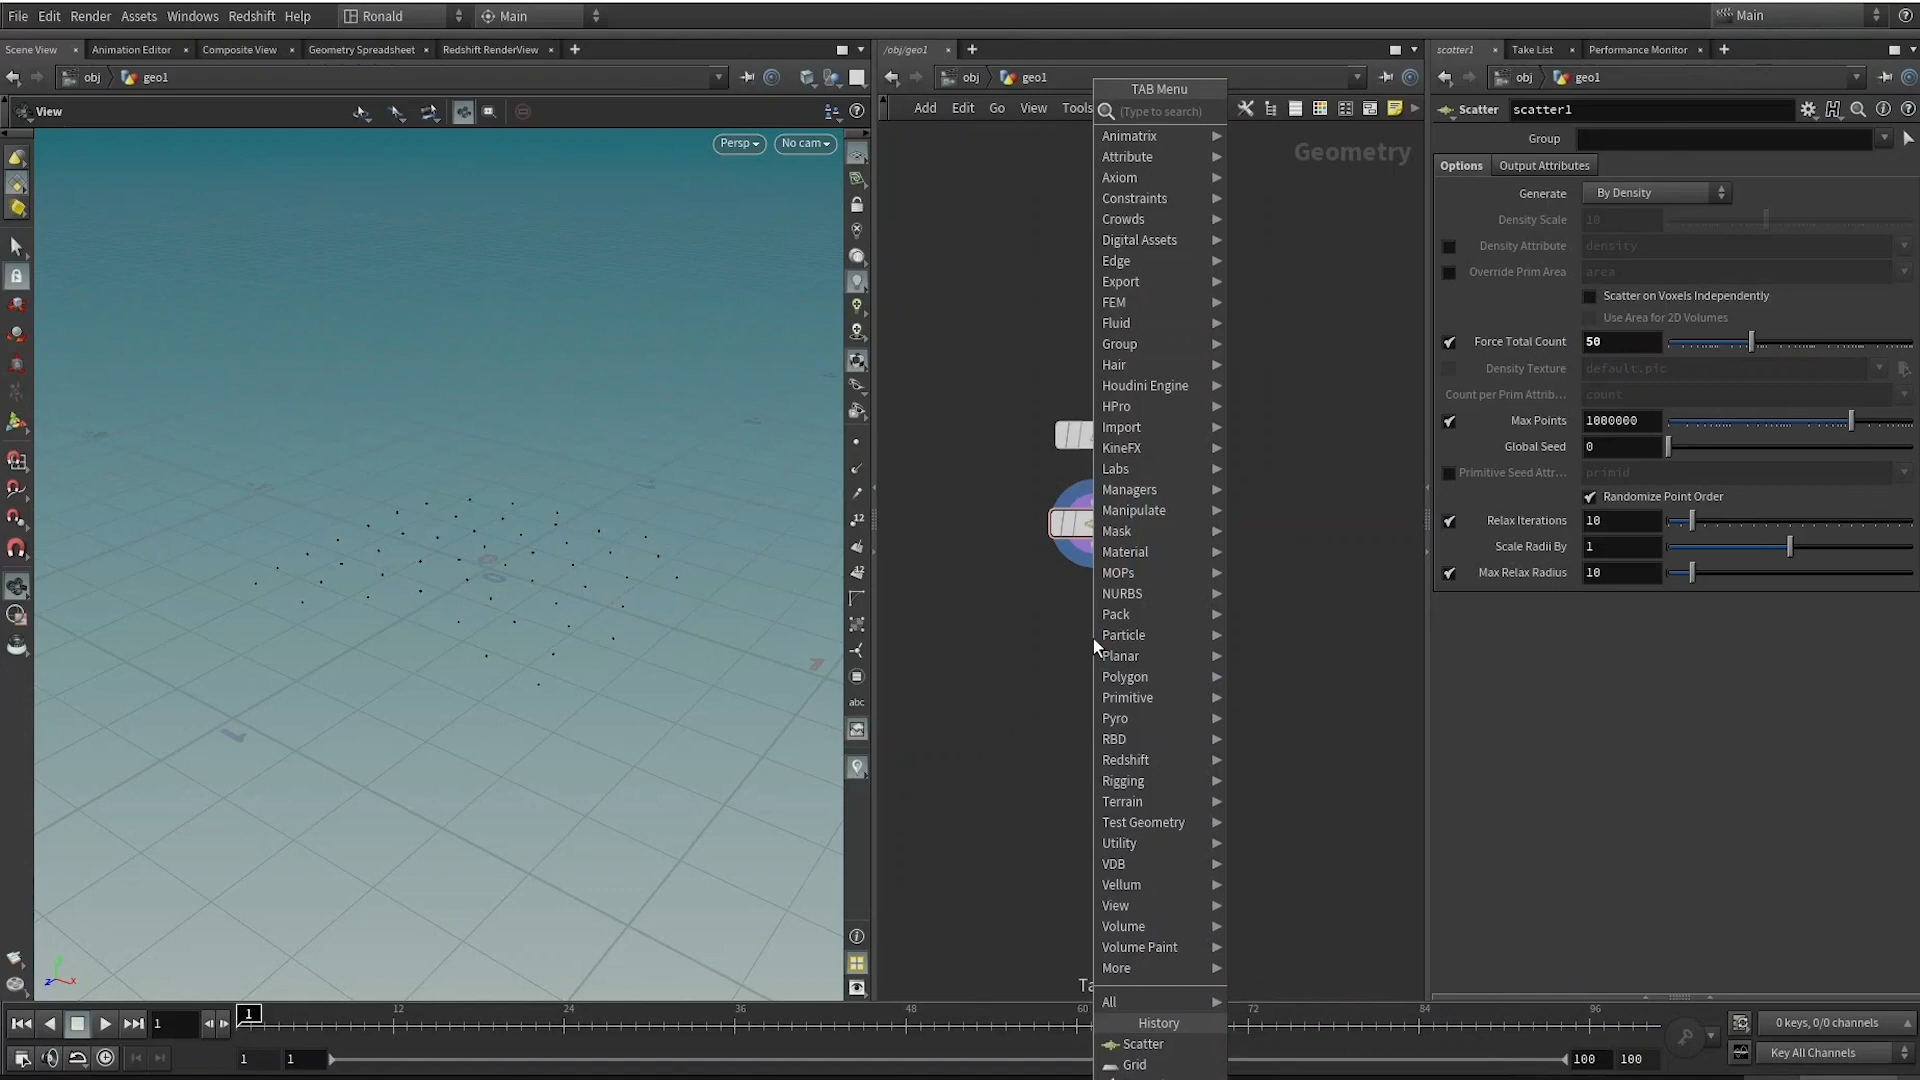 File Edit Render Assets Windows Redshift Help Ronald Main Main
Scene View Animation Editor Composite View Geometry Spreadsheet Redshift RenderView
/obj/geo1
scatter1 Take List Performance Monitor
obj geo1
obj geo1
obj geo1
View
Persp No cam
Add Edit Go View Tools
Geometry
TAB Menu
(Type to search)
Animatrix
Attribute
Axiom
Constraints
Crowds
Digital Assets
Edge
Export
FEM
Fluid
Group
Hair
Houdini Engine
HPro
Import
KineFX
Labs
Managers
Manipulate
Mask
Material
MOPs
NURBS
Pack
Particle
Planar
Polygon
Primitive
Pyro
RBD
Redshift
Rigging
Terrain
Test Geometry
Utility
VDB
Vellum
View
Volume
Volume Paint
More
All
History
Scatter
Grid
Scatter scatter1
Group
Options Output Attributes
Generate By Density
Density Scale 10
Density Attribute density
Override Prim Area area
Scatter on Voxels Independently
Use Area for 2D Volumes
Force Total Count 50
Density Texture default.pic
Count per Prim Attrib... count
Max Points 1000000
Global Seed 0
Primitive Seed Attr... primid
Randomize Point Order
Relax Iterations 10
Scale Radii By 1
Max Relax Radius 10
12
12
abc
z x
Ta
1 1 12 24 36 48 60 72 84 96
0 keys, 0/0 channels
1 1 100 100
Key All Channels